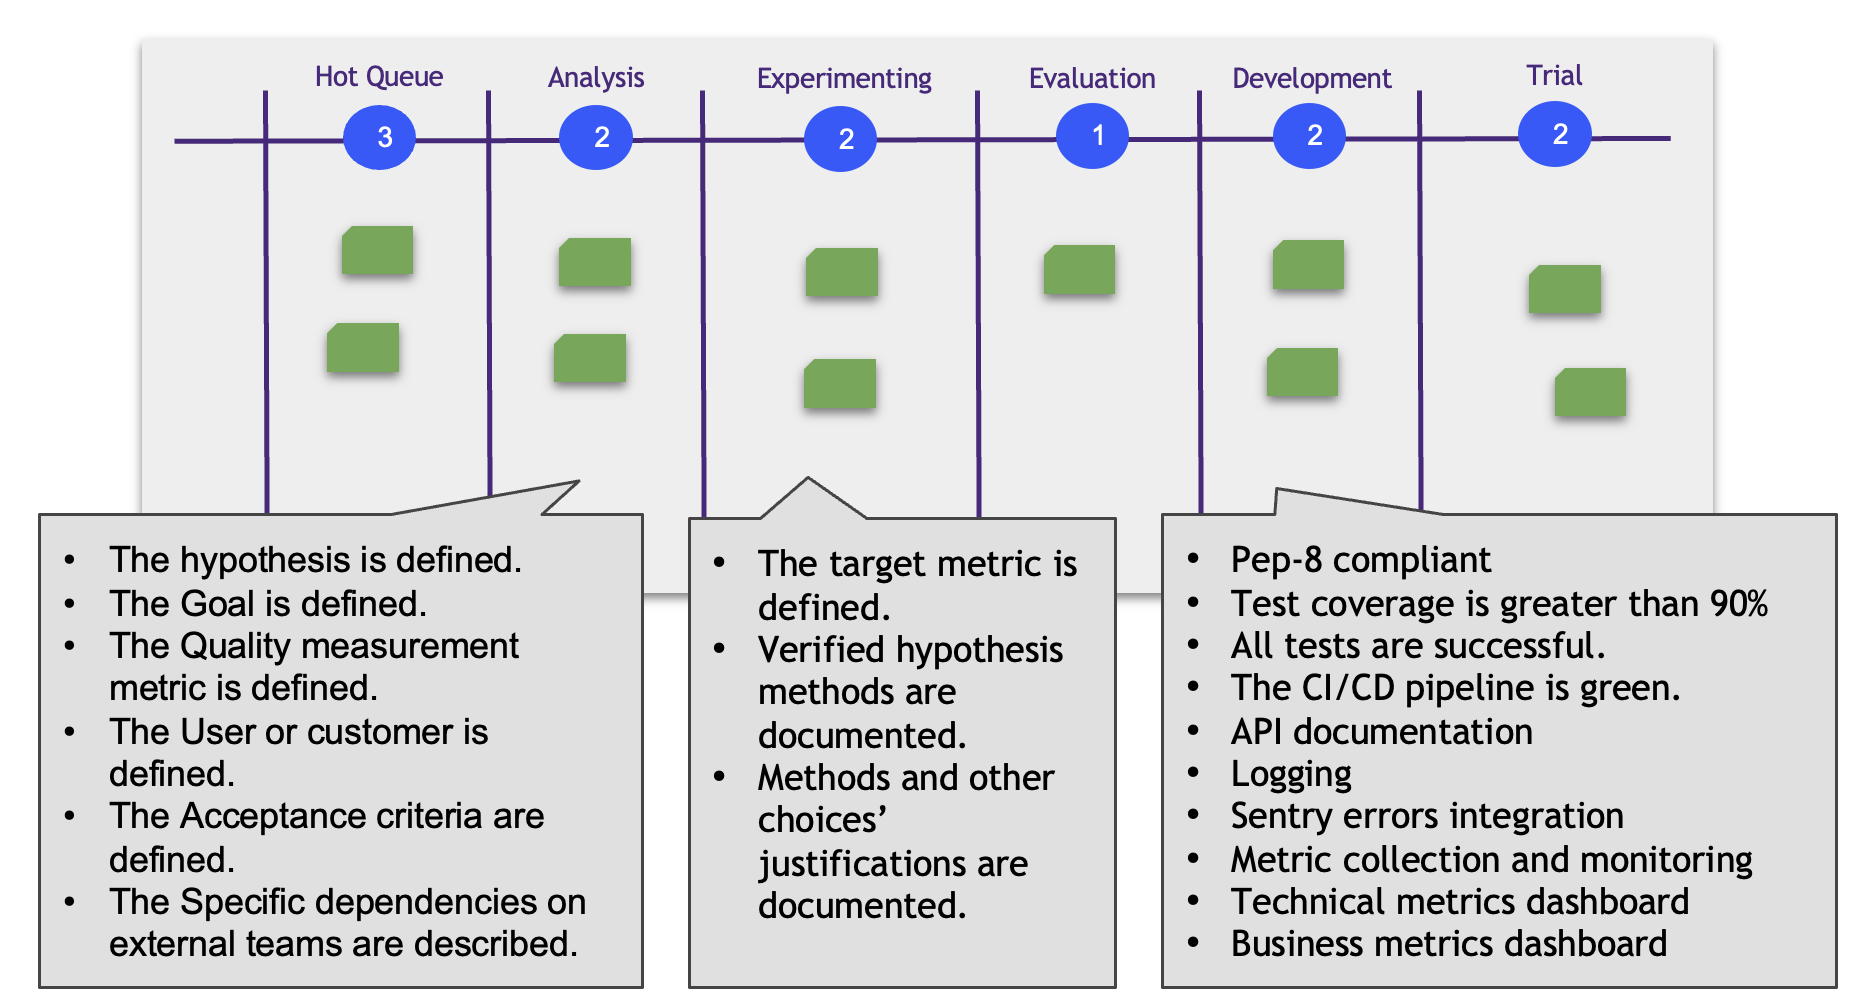 Hot Queue
Analysis
Experimenting
Evaluation
Development
Trial
3
2
2
1
2
2
• The hypothesis is defined.
• The Goal is defined.
• The Quality measurement
metric is defined.
• The User or customer is
defined.
• The Acceptance criteria are
defined.
• The Specific dependencies on
external teams are described.
• The target metric is
defined.
• Verified hypothesis
methods are
documented.
• Methods and other
choices’
justifications are
documented.
• Pep-8 compliant
• Test coverage is greater than 90%
• All tests are successful.
• The CI/CD pipeline is green.
• API documentation
• Logging
• Sentry errors integration
• Metric collection and monitoring
• Technical metrics dashboard
• Business metrics dashboard